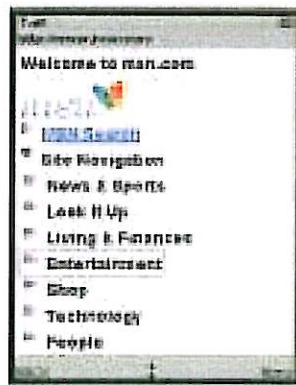 Welcome to msn.com
msn
MSN Search
Site Navigation
News & Sports
Look It Up
Living & Finances
Entertainment
Shop
Technology
People